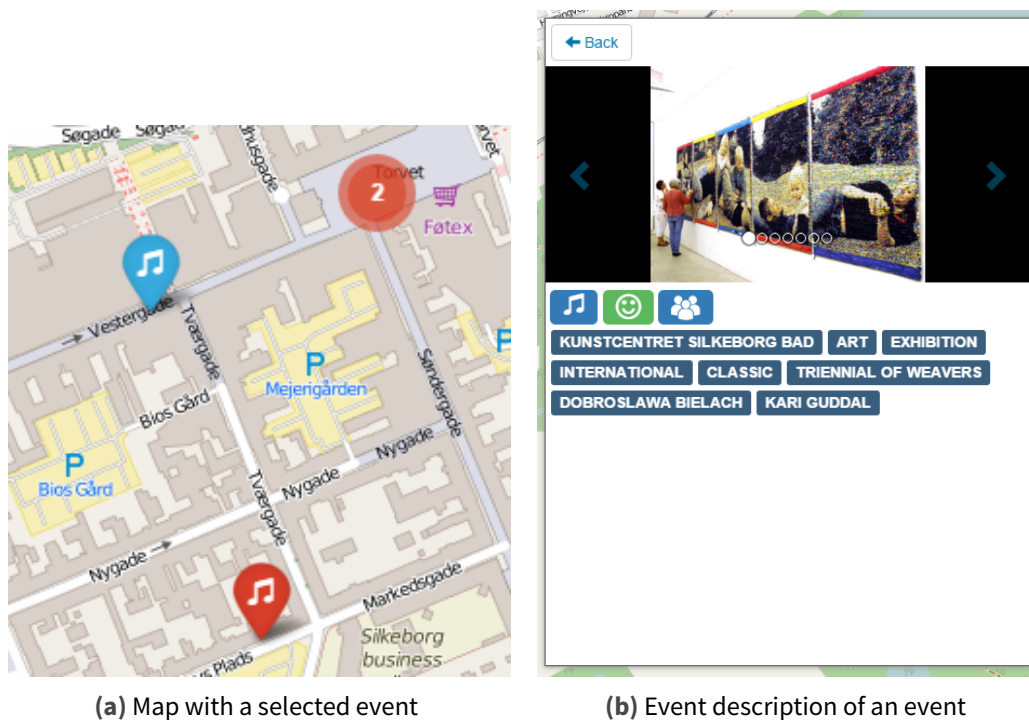 Søgade
2
Torvet
Føtex
Vestergade
Tværgade
P
Mejerigården
Søndergade
Bios Gård
P
Bios Gård
Nygade
Nygade
Tværgade
Nygade
Markedsgade
Silkeborg
business
Plads
(a) Map with a selected event
Back
KUNSTCENTRET SILKEBORG BAD ART EXHIBITION
INTERNATIONAL CLASSIC TRIENNIAL OF WEAVERS
DOBROSLAWA BIELACH KARI GUDDAL
(b) Event description of an event